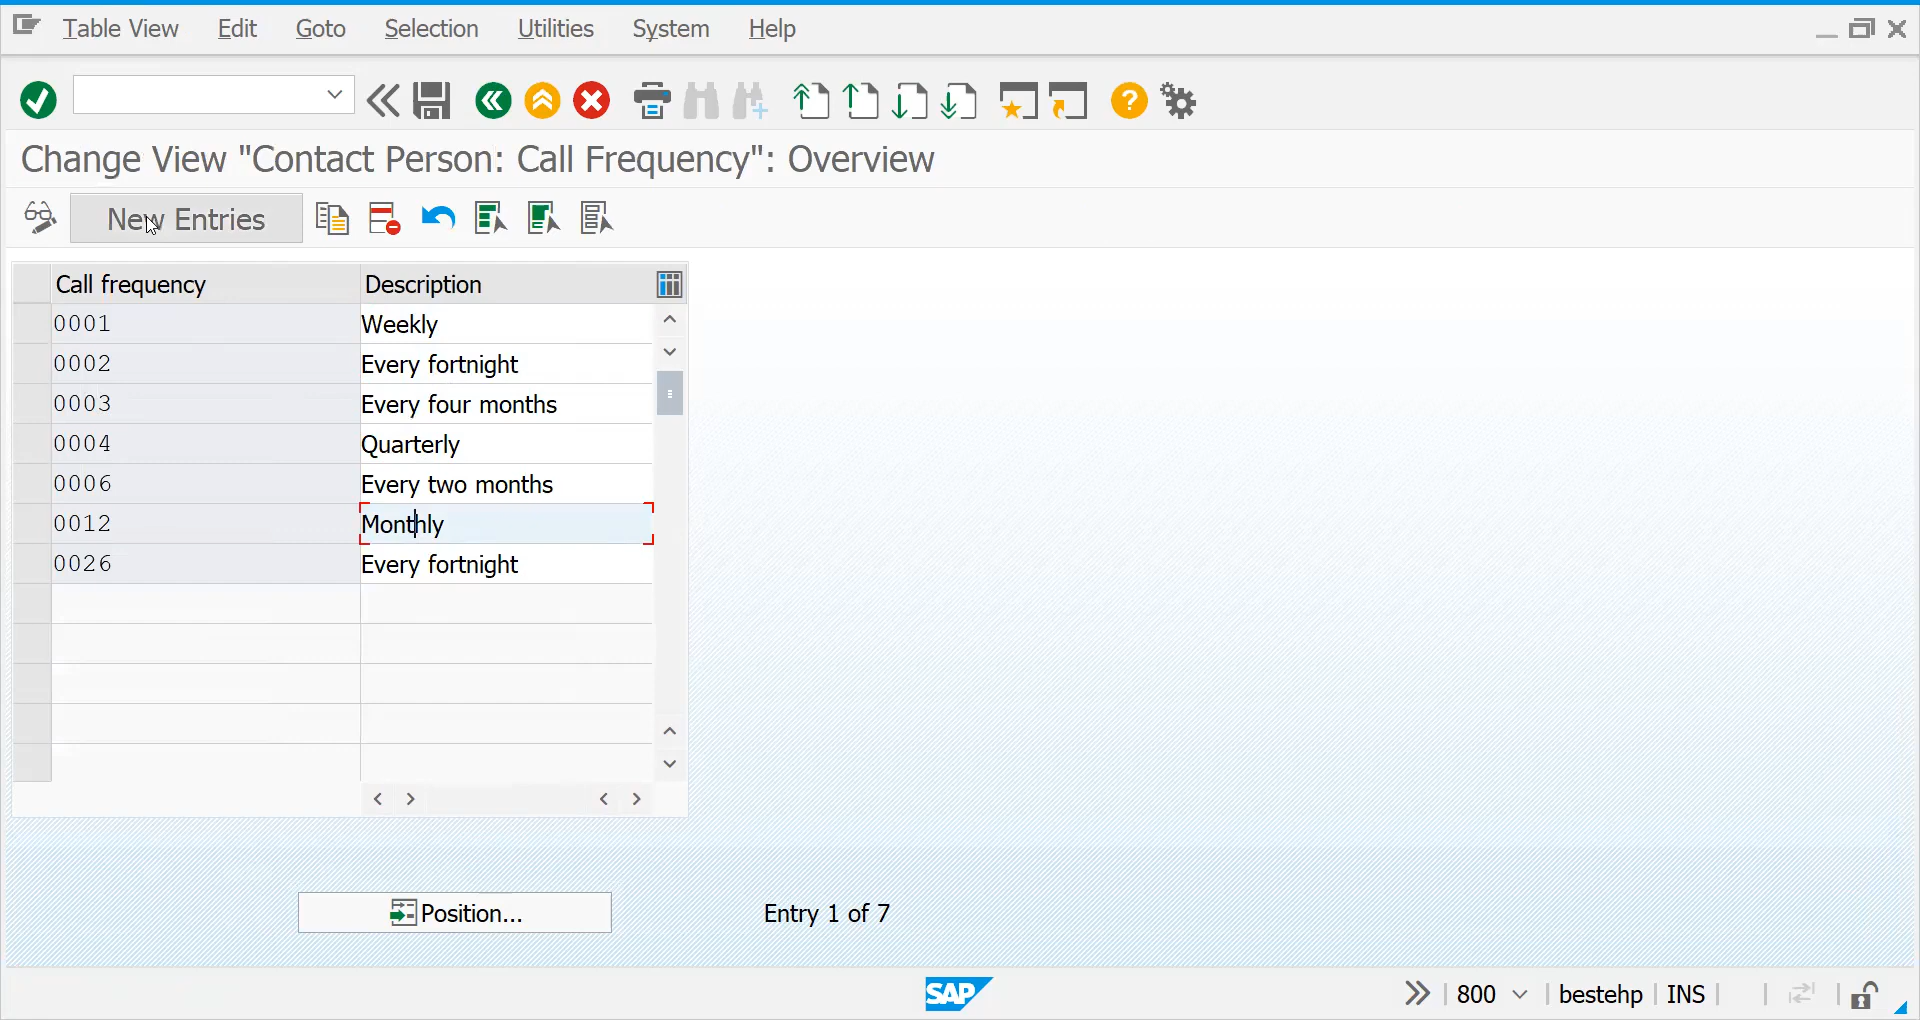 Table View Edit Goto Selection Utilities System Help
Change View "Contact Person: Call Frequency": Overview
New Entries
Call frequency Description
0001 Weekly
0002 Every fortnight
0003 Every four months
0004 Quarterly
0006 Every two months
0012 Monthly
0026 Every fortnight
Position... Entry 1 of 7
SAP 800 bestehp INS